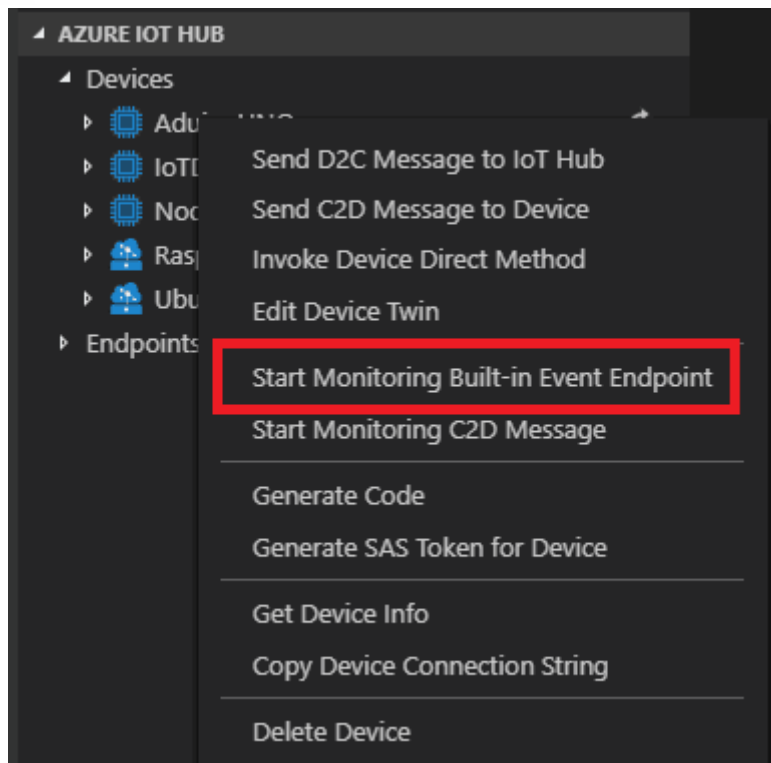 AZURE IOT HUB
Devices
Send D2C Message to IoT Hub
Send C2D Message to Device
Invoke Device Direct Method
Edit Device Twin
Endpoints
Start Monitoring Built-in Event Endpoint
Start Monitoring C2D Message
Generate Code
Generate SAS Token for Device
Get Device Info
Copy Device Connection String
Delete Device